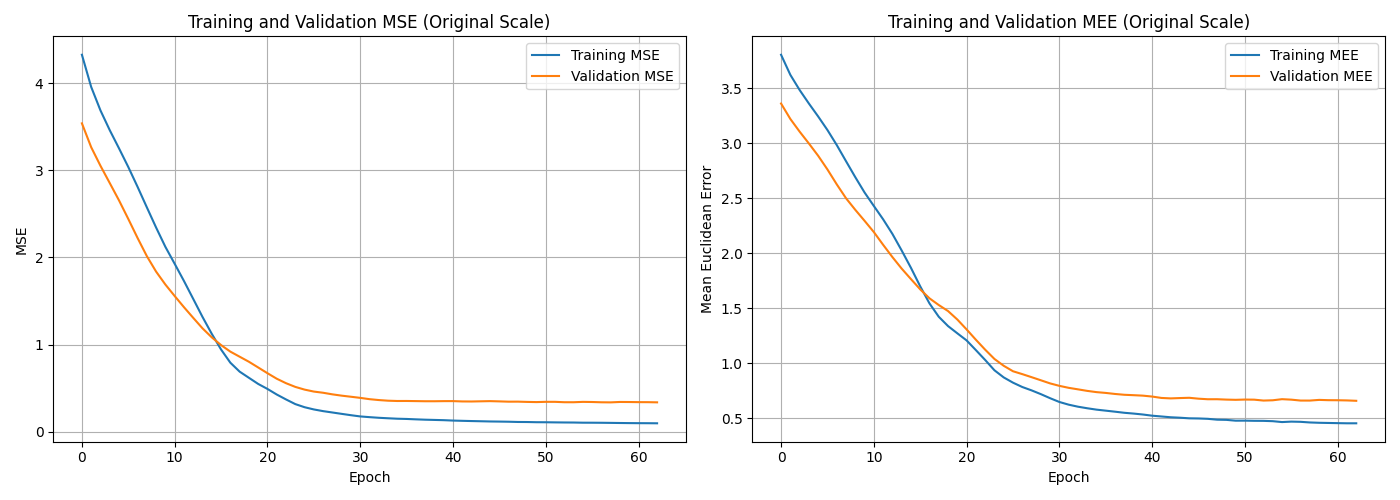 Training and Validation MSE (Original Scale)
Training MSE
Validation MSE
4
3
2
1
0
MSE
0 10 20 30 40 50 60
Epoch
Training and Validation MEE (Original Scale)
Training MEE
Validation MEE
3.5
3.0
2.5
2.0
1.5
1.0
0.5
Mean Euclidean Error
0 10 20 30 40 50 60
Epoch